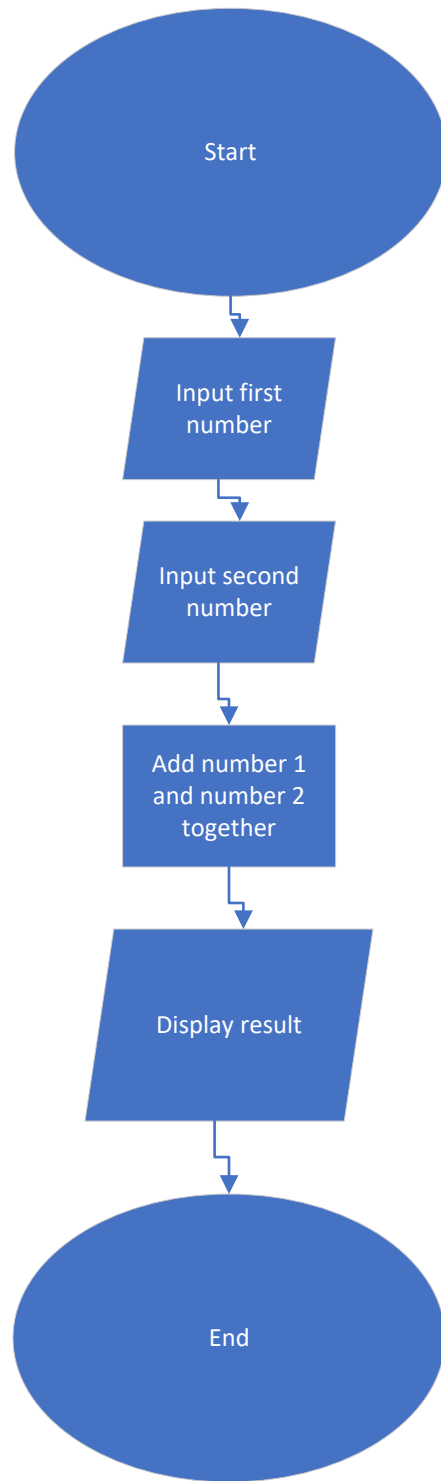 Start
Input first
number
Input second
number
Add number 1
and number 2
together
Display result
End